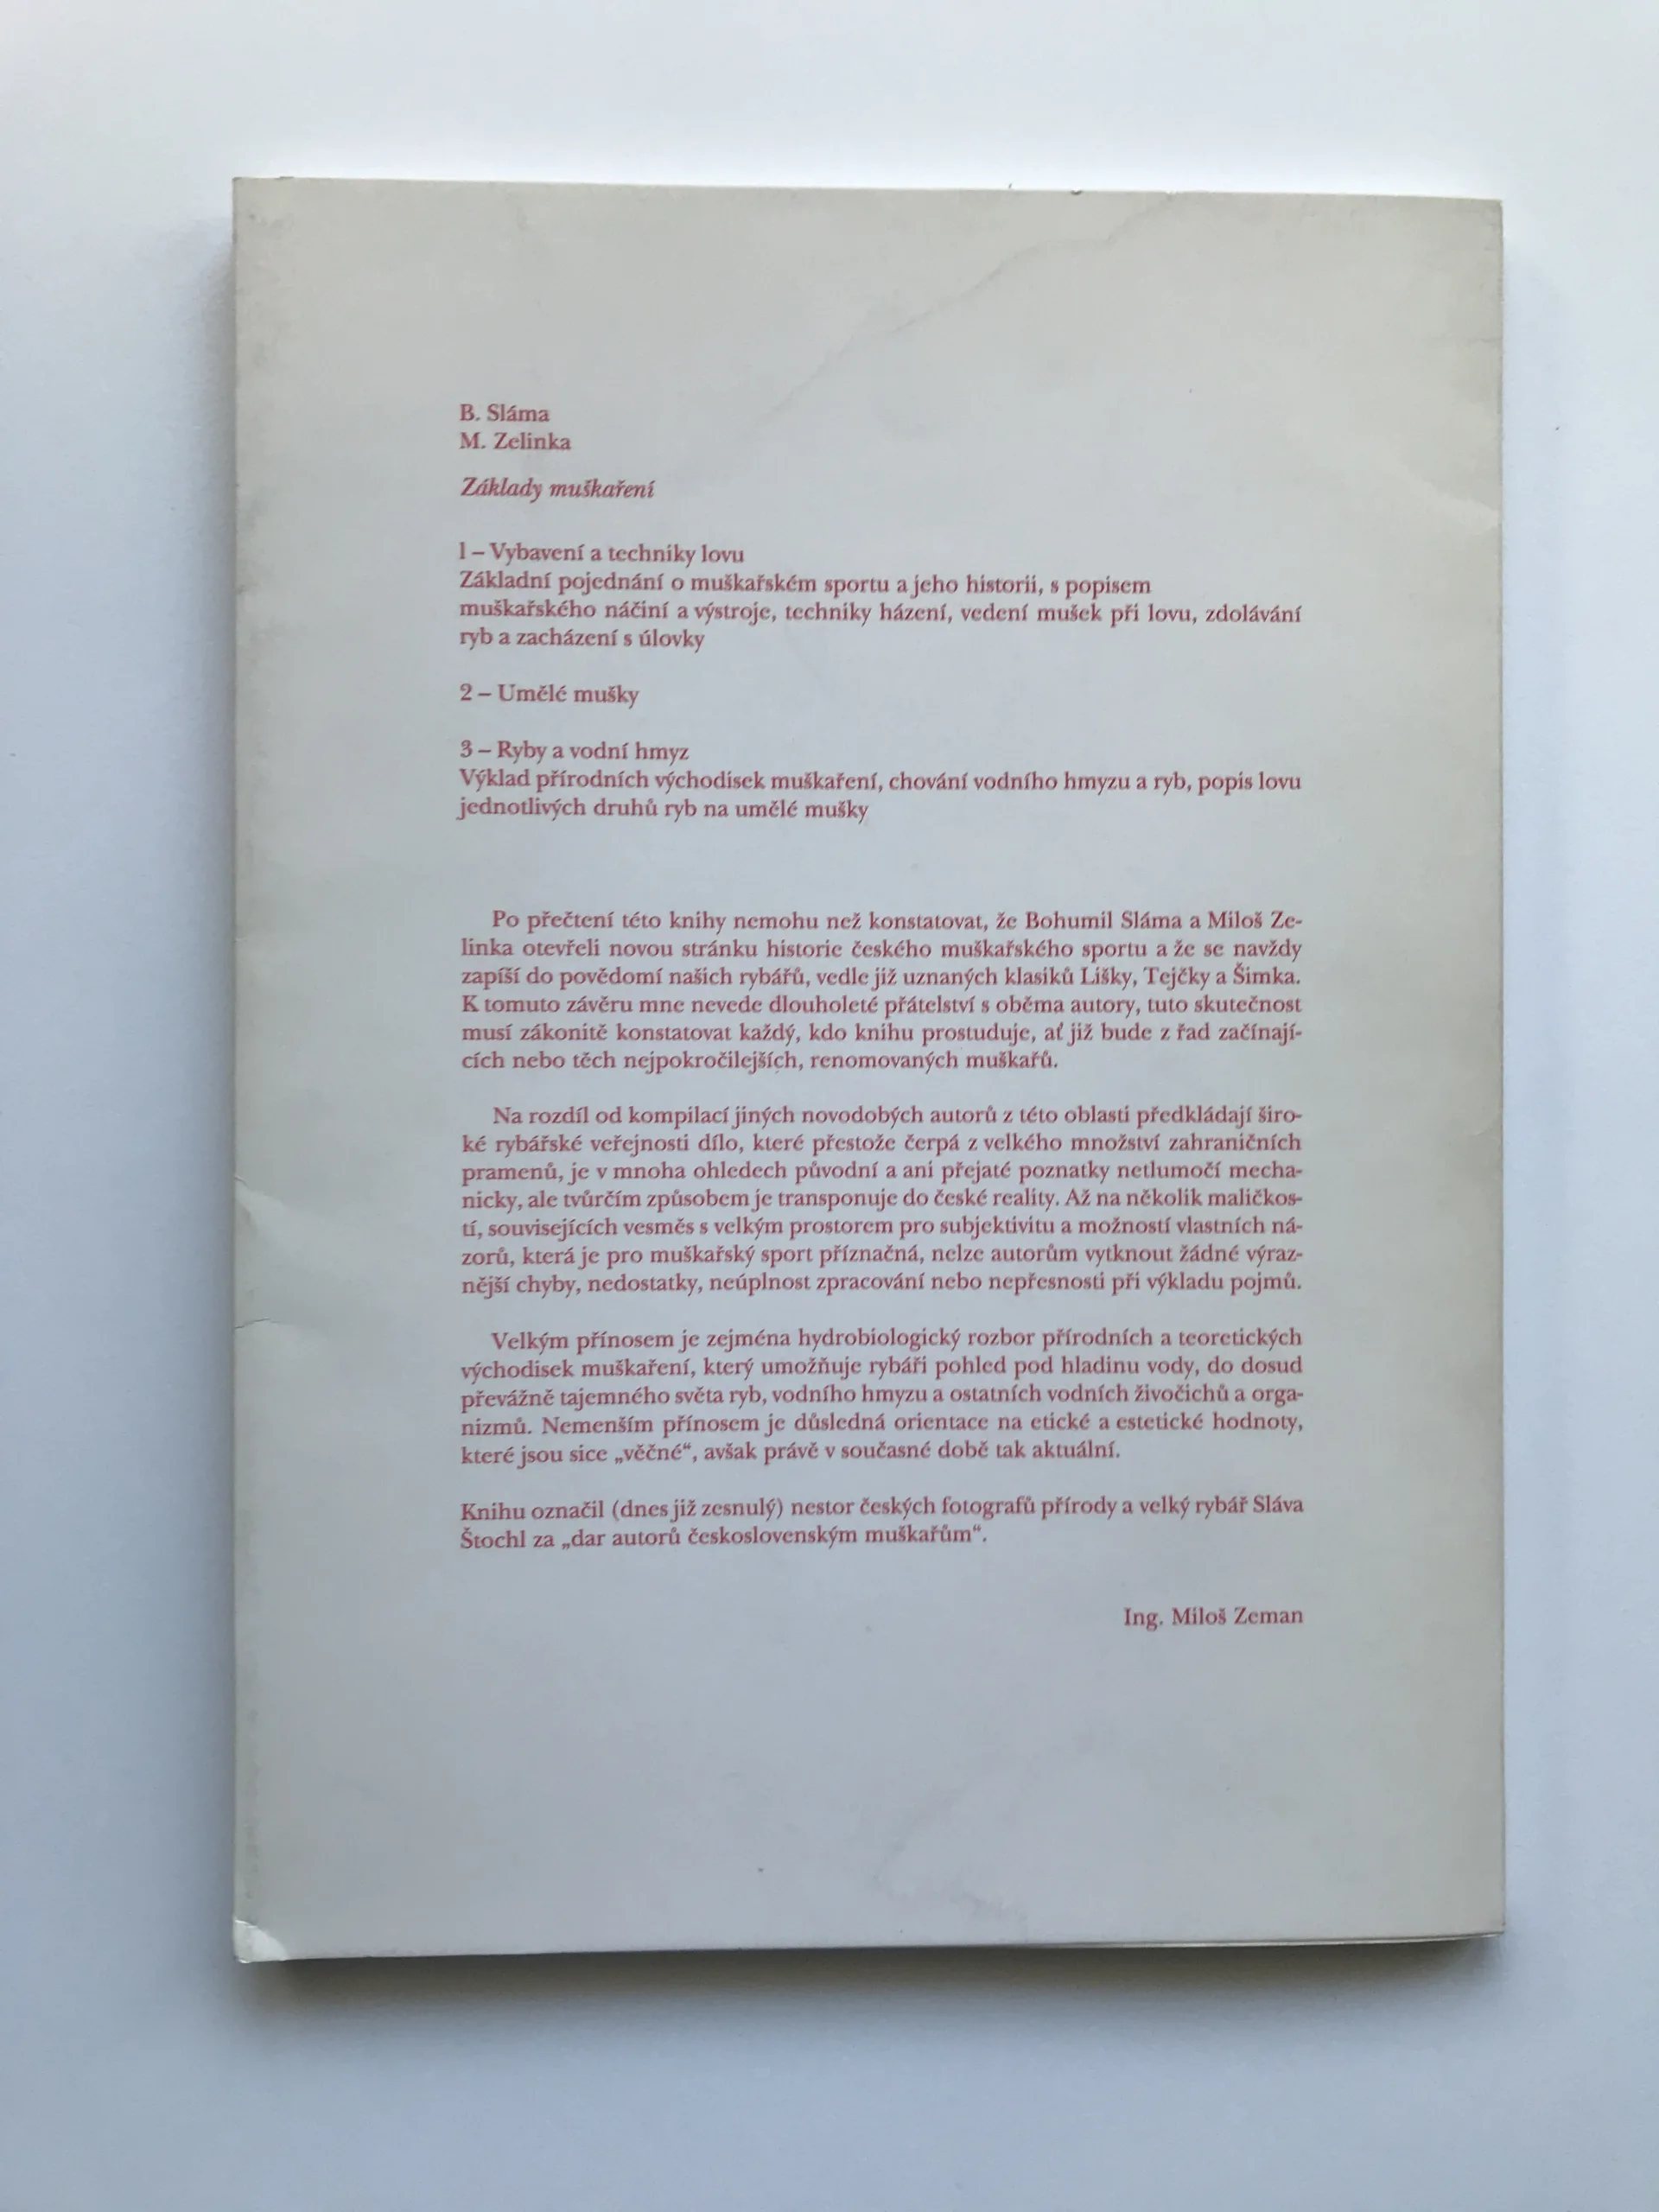 B. Sláma
M. Zelinka
Základy muškaření
1 – Vybavení a techniky lovu
Základní pojednání o muškařském sportu a jeho historii, s popisem
muškařského náčiní a výstroje, techniky házení, vedení mušek při lovu, zdolávání
ryb a zacházení s úlovky
2 – Umělé mušky
3 – Ryby a vodní hmyz
Výklad přírodních východisek muškaření, chování vodního hmyzu a ryb, popis lovu
jednotlivých druhů ryb na umělé mušky
Po přečtení této knihy nemohu než konstatovat, že Bohumil Sláma a Miloš Ze-
linka otevřeli novou stránku historie českého muškařského sportu a že se navždy
zapíší do povědomí našich rybářů, vedle již uznaných klasiků Lišky, Tejčky a Šimka.
K tomuto závěru mne nevede dlouholeté přátelství s oběma autory, tuto skutečnost
musí zákonitě konstatovat každý, kdo knihu prostuduje, ať již bude z řad začínají-
cích nebo těch nejpokročilejších, renomovaných muškařů.
Na rozdíl od kompilací jiných novodobých autorů z této oblasti předkládají širo-
ké rybářské veřejnosti dílo, které přestože čerpá z velkého množství zahraničních
pramenů, je v mnoha ohledech původní a ani přejaté poznatky netlumočí mecha-
nicky, ale tvůrčím způsobem je transponuje do české reality. Až na několik maličkos-
tí, souvisejících vesměs s velkým prostorem pro subjektivitu a možností vlastních ná-
zorů, která je pro muškařský sport příznačná, nelze autorům vytknout žádné výraz-
nější chyby, nedostatky, neúplnost zpracování nebo nepřesnosti při výkladu pojmů.
Velkým přínosem je zejména hydrobiologický rozbor přírodních a teoretických
východisek muškaření, který umožňuje rybáři pohled pod hladinu vody, do dosud
převážně tajemného světa ryb, vodního hmyzu a ostatních vodních živočichů a orga-
nizmů. Nemenším přínosem je důsledná orientace na etické a estetické hodnoty,
které jsou sice „věčné“, avšak právě v současné době tak aktuální.
Knihu označil (dnes již zesnulý) nestor českých fotografů přírody a velký rybář Sláva
Štochl za „dar autorů československým muškařům“.
Ing. Miloš Zeman